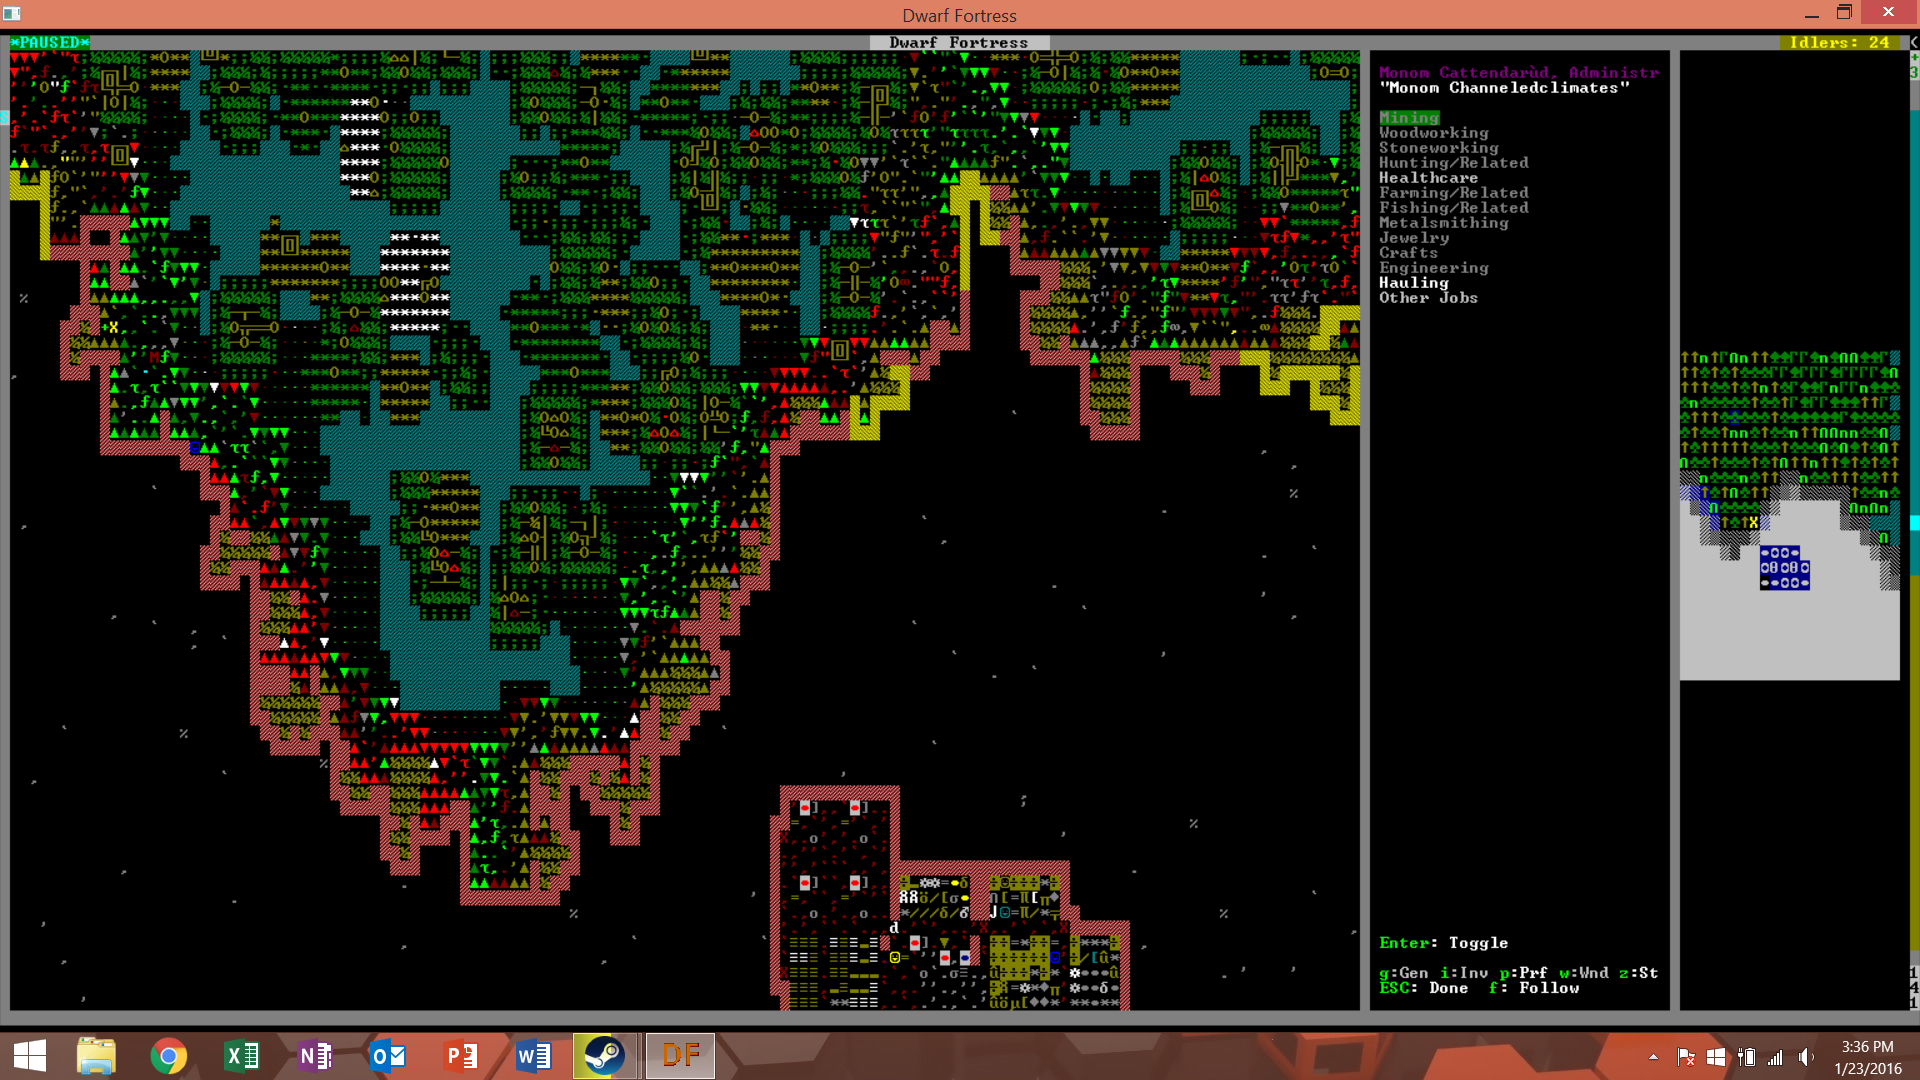 Dwarf Fortress
*PAUSED*
Dwarf Fortress
Idlers: 24
Monom Cattendarùd, Administr
"Monom Channeledclimates"
Mining
Woodworking
Stoneworking
Hunting/Related
Healthcare
Farming/Related
Fishing/Related
Metalsmithing
Jewelry
Crafts
Engineering
Hauling
Other Jobs
Enter: Toggle
g:Gen i:Inv p:Prf w:Wnd z:St
ESC: Done f: Follow
DF
3:36 PM
1/23/2016